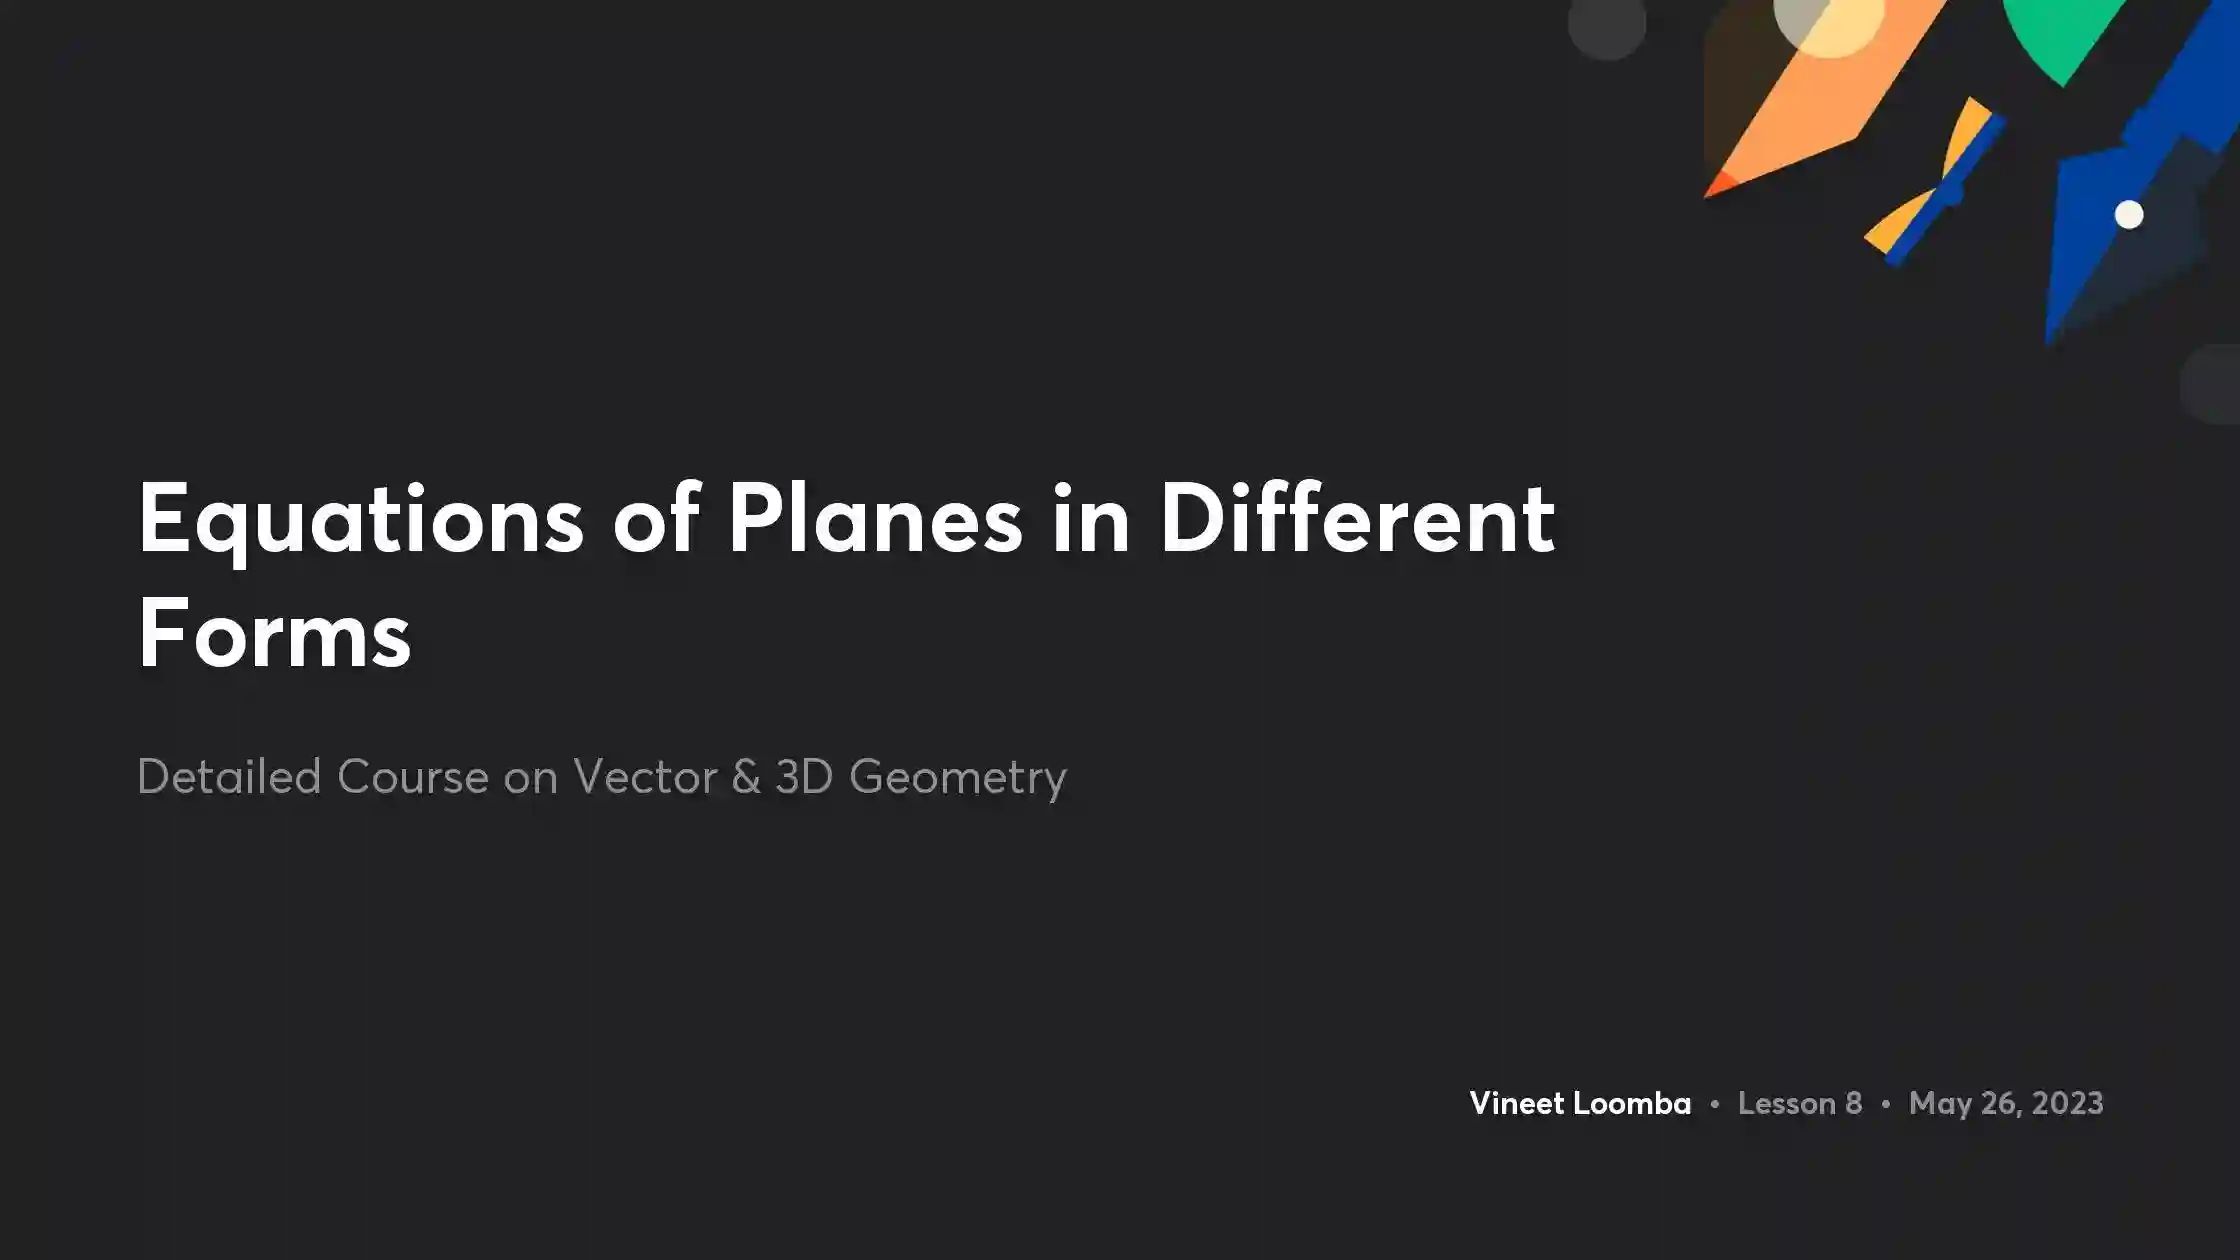 Equations of Planes in Different
Forms
Detailed Course on Vector & 3D Geometry
Vineet Loomba • Lesson 8 • May 26, 2023